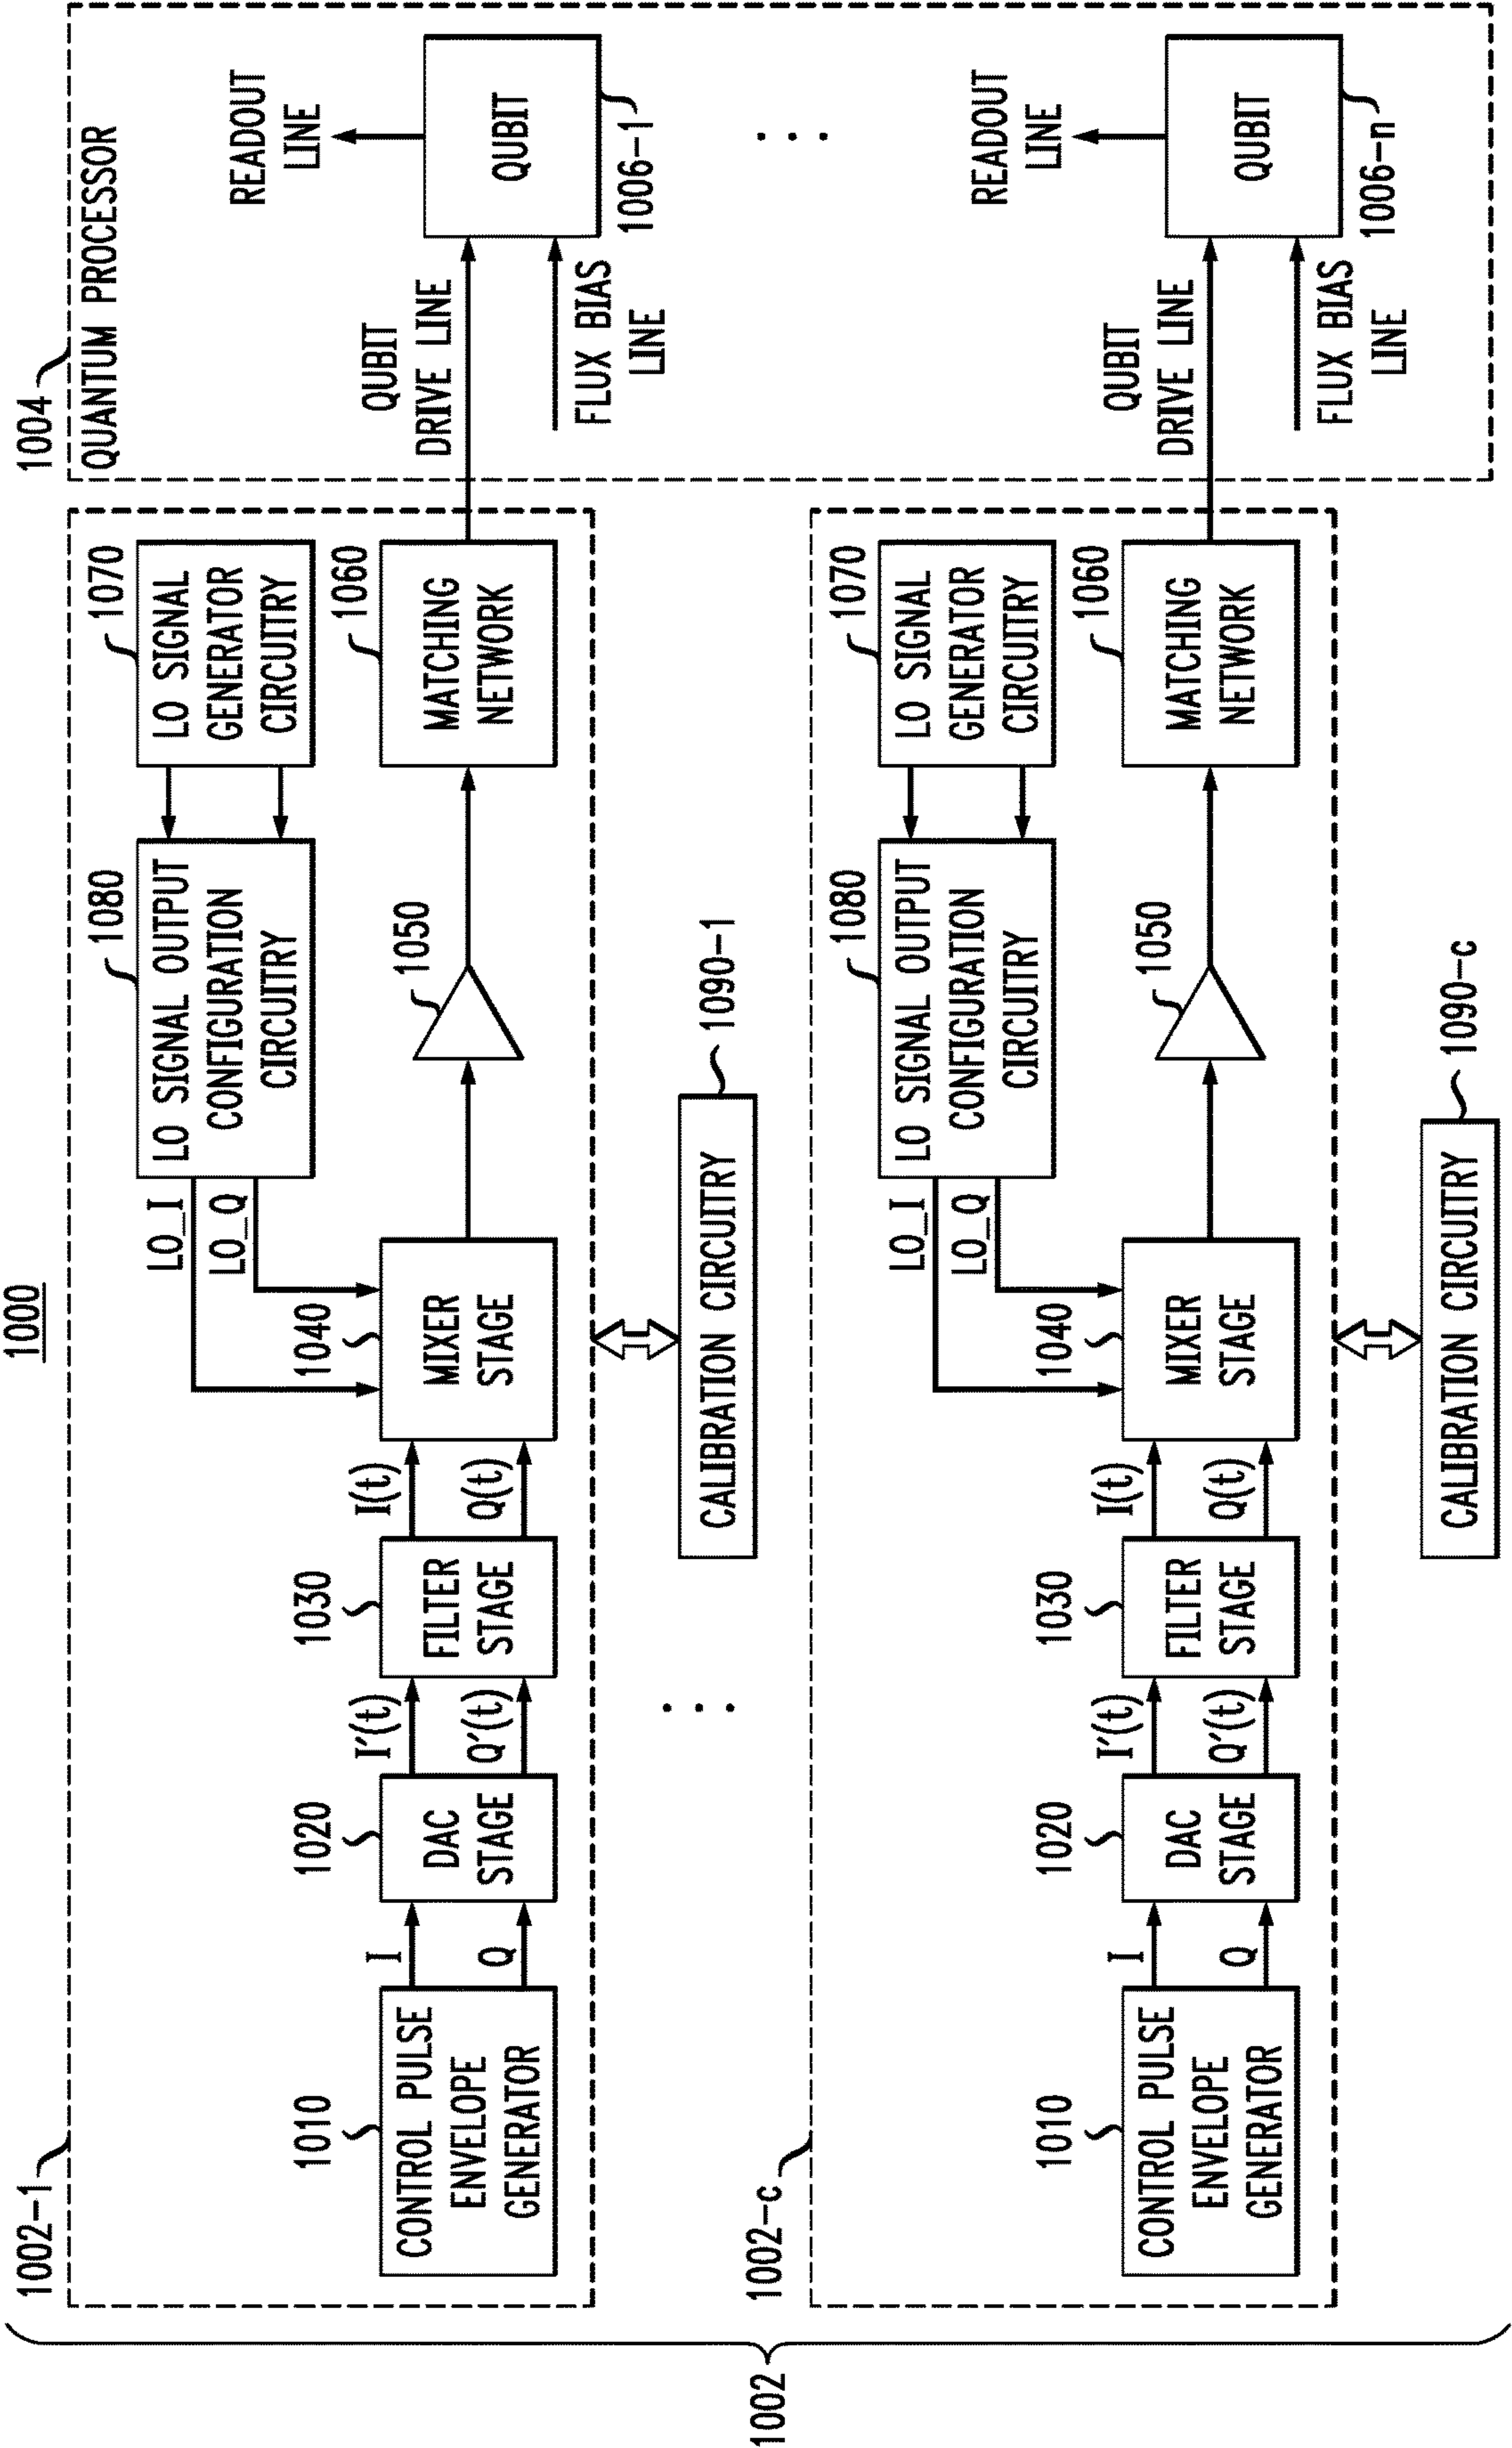 1000
1002
1002-1
1070
LO SIGNAL
GENERATOR
CIRCUITRY
1080
LO SIGNAL OUTPUT
CONFIGURATION
CIRCUITRY
LO_I
LO_Q
1010
CONTROL PULSE
ENVELOPE
GENERATOR
I
Q
1020
DAC
STAGE
I'(t)
Q'(t)
1030
FILTER
STAGE
I(t)
Q(t)
1040
MIXER
STAGE
1050
1060
MATCHING
NETWORK
CALIBRATION CIRCUITRY
1090-1
1004
QUANTUM PROCESSOR
QUBIT
DRIVE LINE
FLUX BIAS
LINE
READOUT
LINE
QUBIT
1006-1
1002-c
1070
LO SIGNAL
GENERATOR
CIRCUITRY
1080
LO SIGNAL OUTPUT
CONFIGURATION
CIRCUITRY
LO_I
LO_Q
1010
CONTROL PULSE
ENVELOPE
GENERATOR
I
Q
1020
DAC
STAGE
I'(t)
Q'(t)
1030
FILTER
STAGE
I(t)
Q(t)
1040
MIXER
STAGE
1050
1060
MATCHING
NETWORK
CALIBRATION CIRCUITRY
1090-c
QUBIT
DRIVE LINE
FLUX BIAS
LINE
READOUT
LINE
QUBIT
1006-n